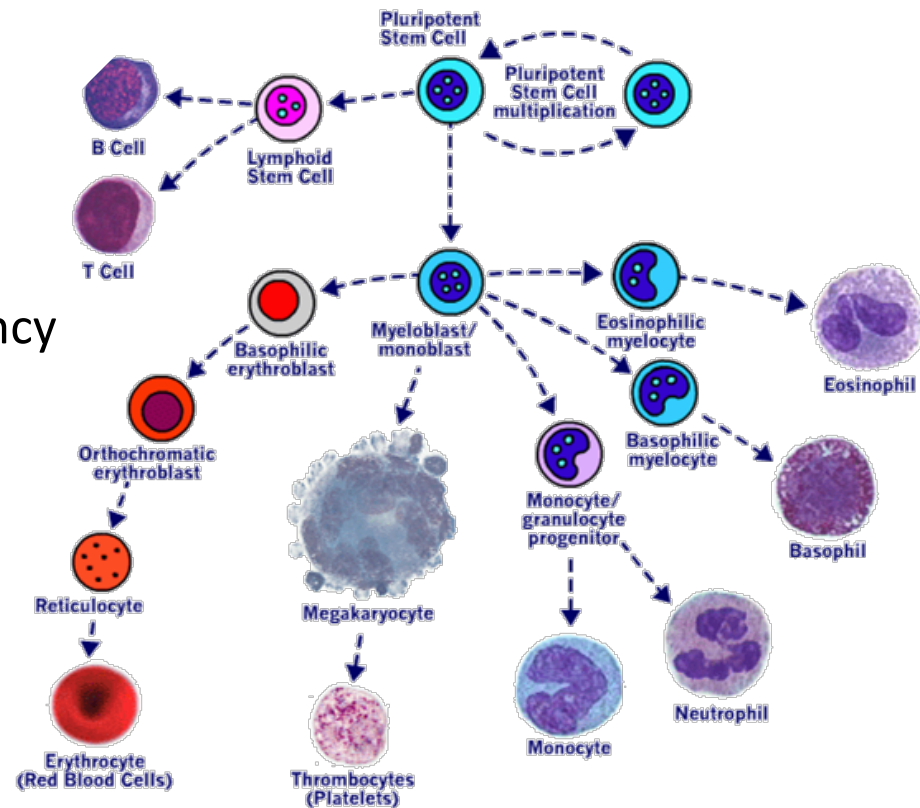 Pluripotent
Stem Cell
Pluripotent
Stem Cell
multiplication
B Cell
Lymphoid
Stem Cell
T Cell
ncy
Basophilic
erythroblast
Myeloblast/
monoblast
Eosinophilic
myelocyte
Eosinophil
Orthochromatic
erythroblast
Basophilic
myelocyte
Monocyte/
granulocyte
progenitor
Basophil
Reticulocyte
Megakaryocyte
Neutrophil
Monocyte
Erythrocyte
(Red Blood Cells)
Thrombocytes
(Platelets)